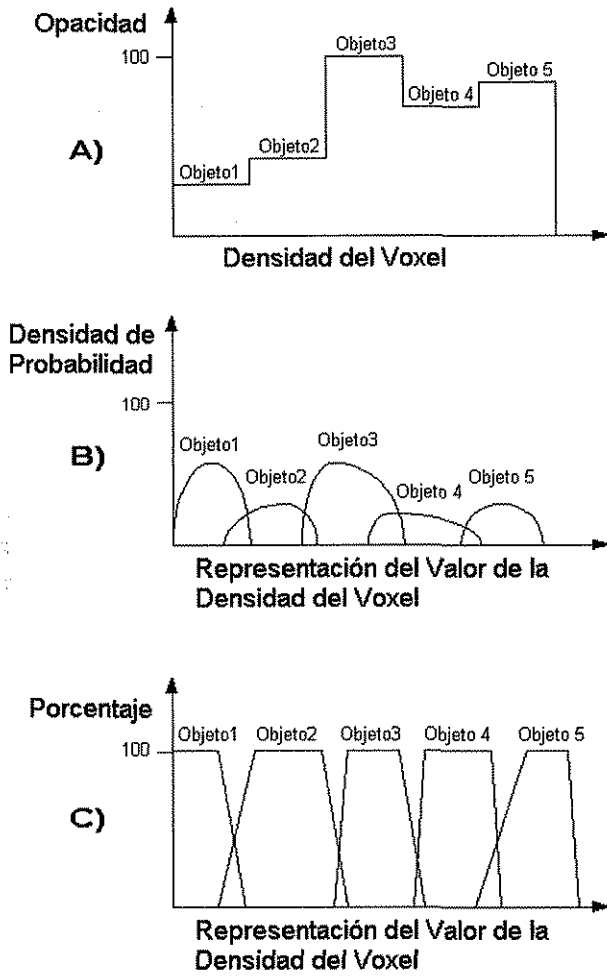 Opacidad
100
Objeto3
Objeto 5
Objeto 4
A)
Objeto2
Objeto1
Densidad del Voxel
Densidad de
Probabilidad
100
Objeto1
Objeto3
B)
Objeto2
Objeto 5
Objeto 4
Representación del Valor de la
Densidad del Voxel
Porcentaje
Objeto1
Objeto2
Objeto3
Objeto 4
Objeto 5
100
C)
Representación del Valor de la
Densidad del Voxel